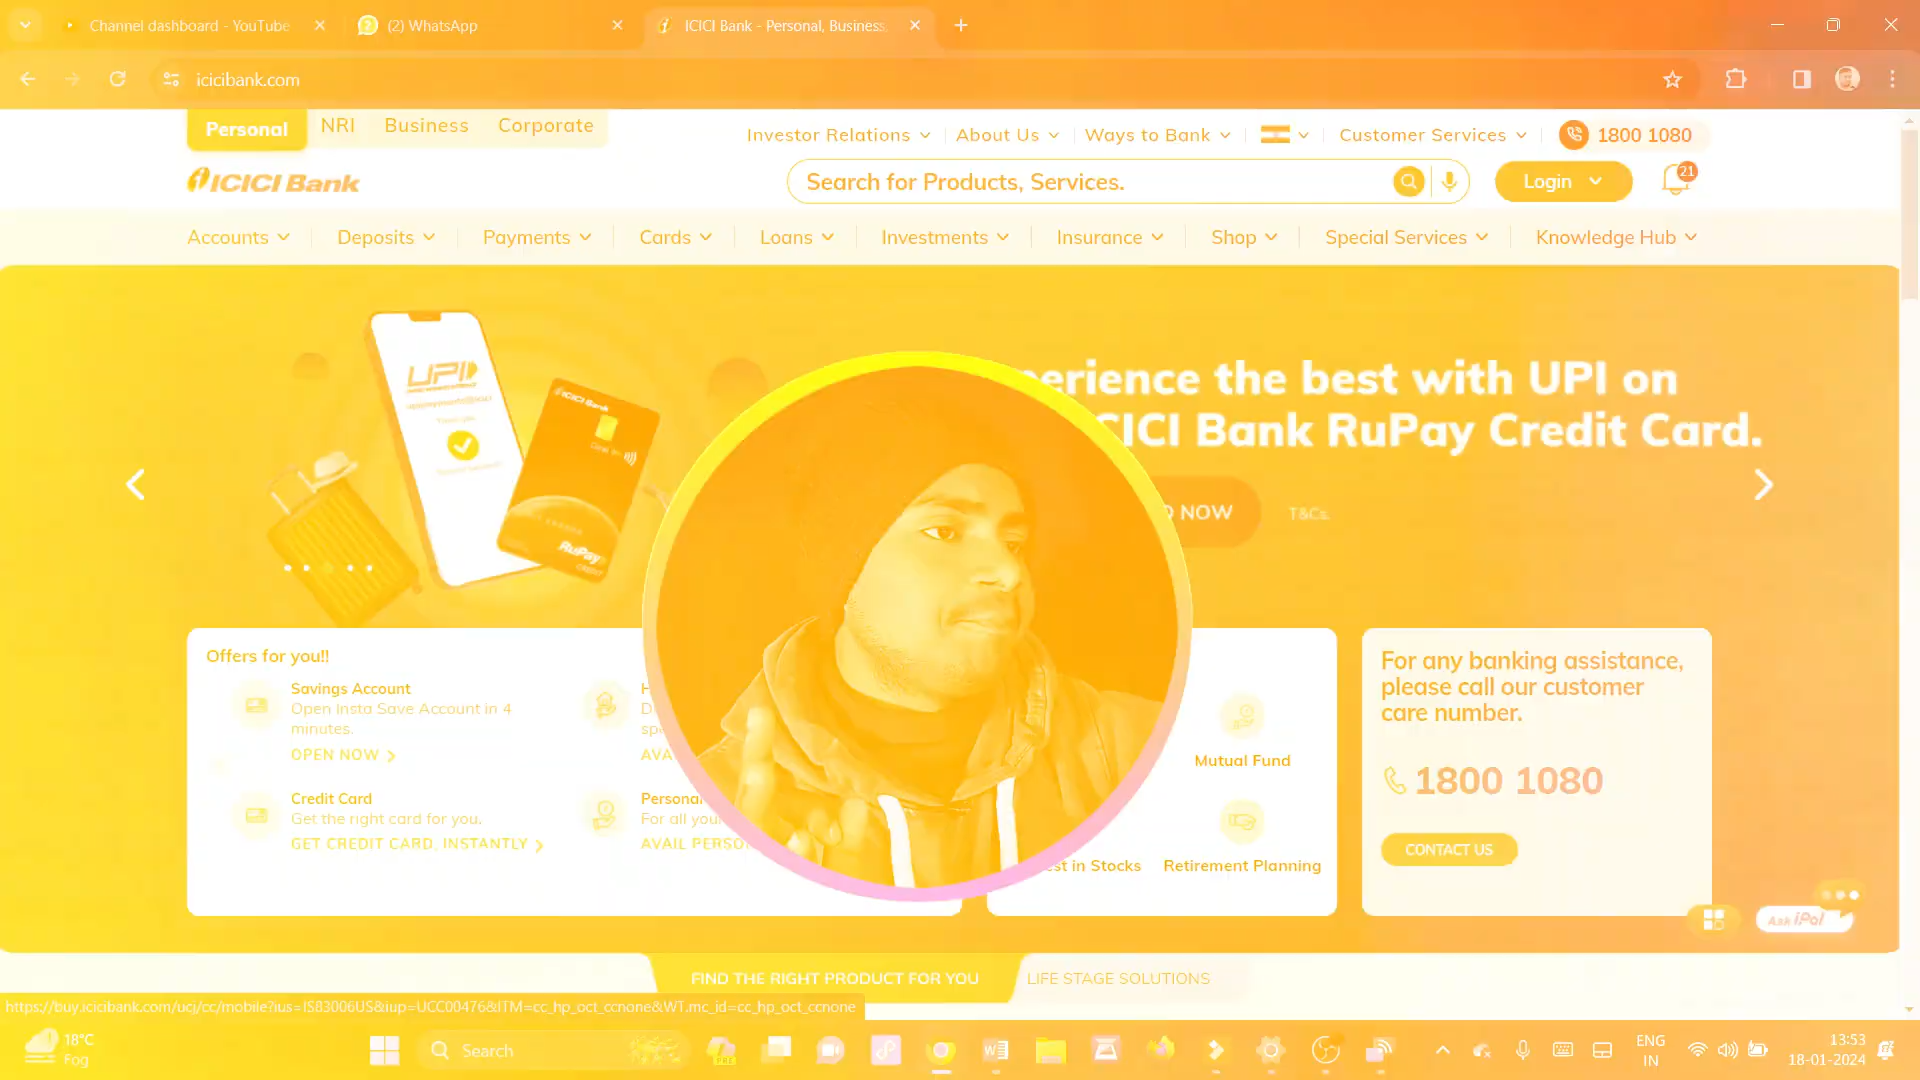 Channel dashboard - YouTube
(2) WhatsApp
ICICI Bank - Personal, Business
icicibank.com
Personal
NRI
Business
Corporate
Investor Relations
About Us
Ways to Bank
Customer Services
1800 1080
ICICI Bank
Search for Products, Services.
Login
21
Accounts
Deposits
Payments
Cards
Loans
Investments
Insurance
Shop
Special Services
Knowledge Hub
UPI
ICICI Bank
RuPay
perience the best with UPI on
ICICI Bank RuPay Credit Card.
NOW
T&Cs.
Offers for you!!
Savings Account
Open Insta Save Account in 4
minutes.
OPEN NOW
Credit Card
Get the right card for you.
GET CREDIT CARD, INSTANTLY
Personal
For all you
AVAIL PERSO
Mutual Fund
est in Stocks
Retirement Planning
For any banking assistance,
please call our customer
care number.
1800 1080
CONTACT US
Ask iPal
FIND THE RIGHT PRODUCT FOR YOU
LIFE STAGE SOLUTIONS
https://buy.icicibank.com/ucj/cc/mobile?ius=IS83006US&iup=UCC00476&ITM=cc_hp_oct_ccnone&WT.mc_id=cc_hp_oct_ccnone
18°C
Fog
Search
PRE
ENG
IN
13:53
18-01-2024